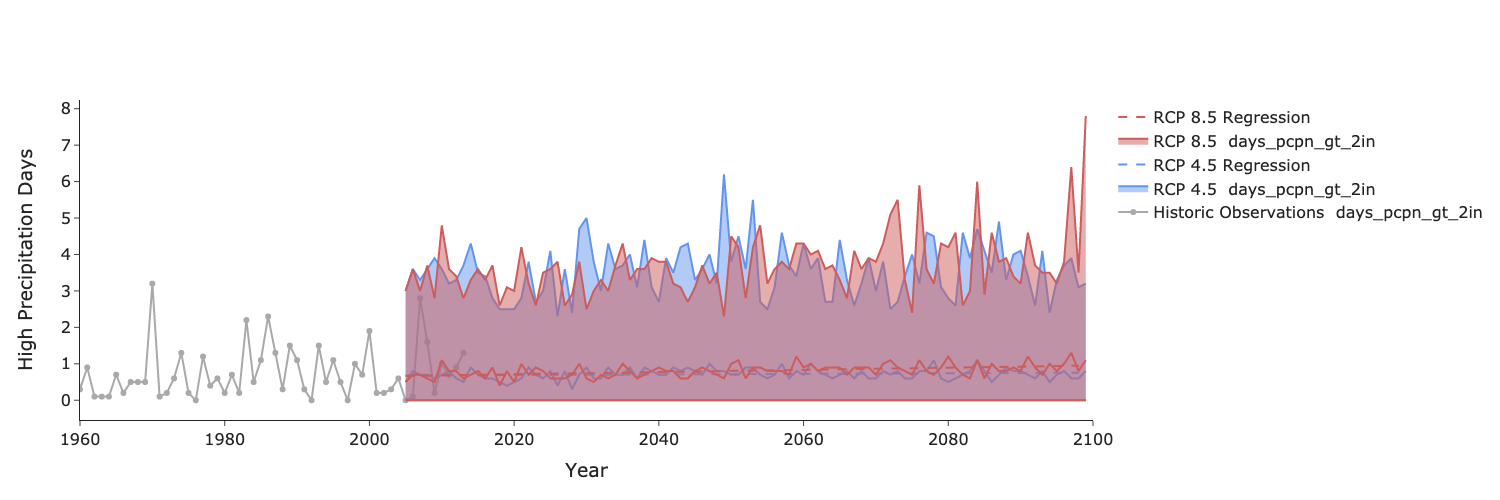 High Precipitation Days
8
7
6
5
4
3
2
1
0
1960
1980
2000
2020
2040
2060
2080
2100
Year
RCP 8.5 Regression
RCP 8.5  days_pcpn_gt_2in
RCP 4.5 Regression
RCP 4.5  days_pcpn_gt_2in
Historic Observations  days_pcpn_gt_2in